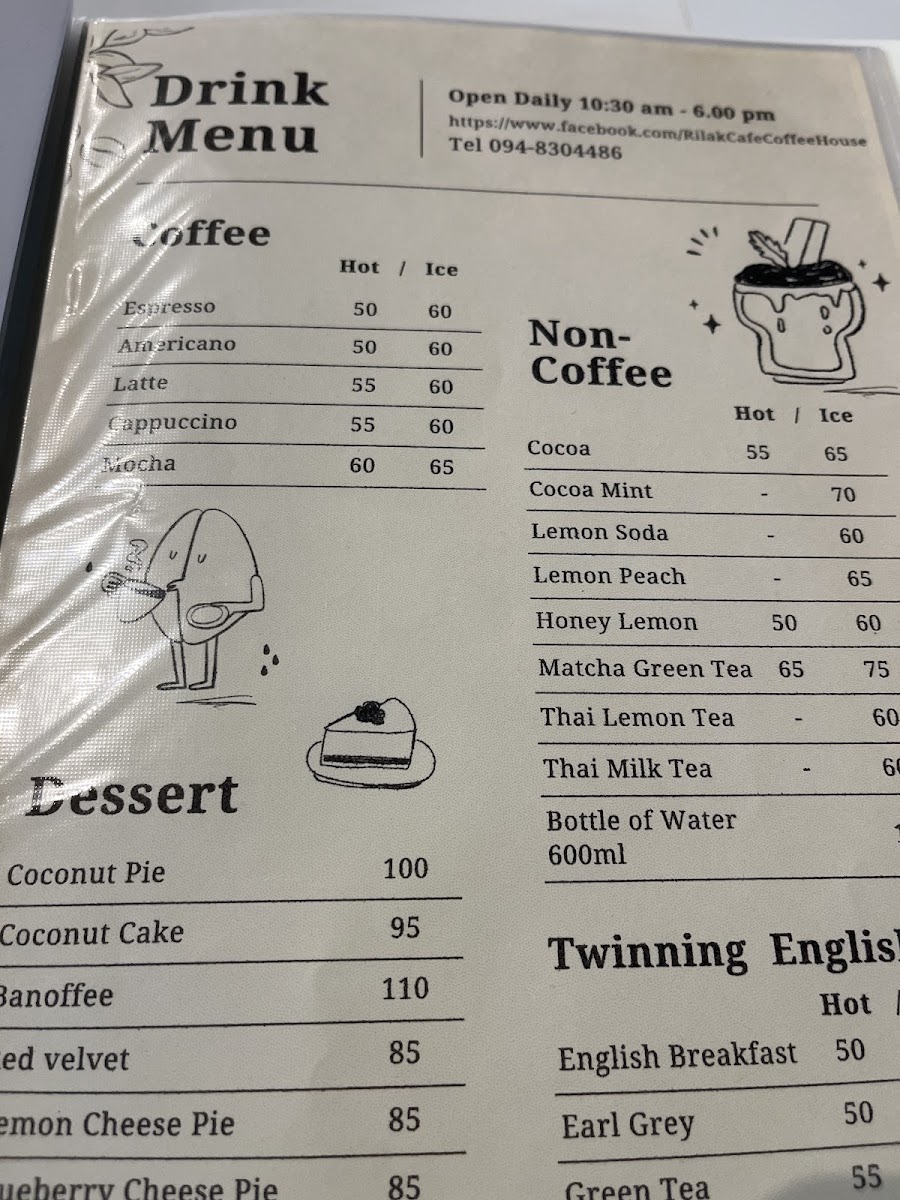 Drink
Menu
Open Daily 10:30 am - 6.00 pm
https://www.facebook.com/RilakCafeCoffeeHouse
Tel 094-8304486
Coffee
Hot / Ice
Espresso 50 60
Americano 50 60
Latte 55 60
Cappuccino 55 60
Mocha 60 65
Non-
Coffee
Hot / Ice
Cocoa 55 65
Cocoa Mint - 70
Lemon Soda - 60
Lemon Peach - 65
Honey Lemon 50 60
Matcha Green Tea 65 75
Thai Lemon Tea - 60
Thai Milk Tea -
Bottle of Water
600ml
Dessert
Coconut Pie 100
Coconut Cake 95
Banoffee 110
velvet 85
Cheese Pie 85
Cheese Pie 85
Twinning
Hot /
English Breakfast 50
Earl Grey 50
Green Tea 55